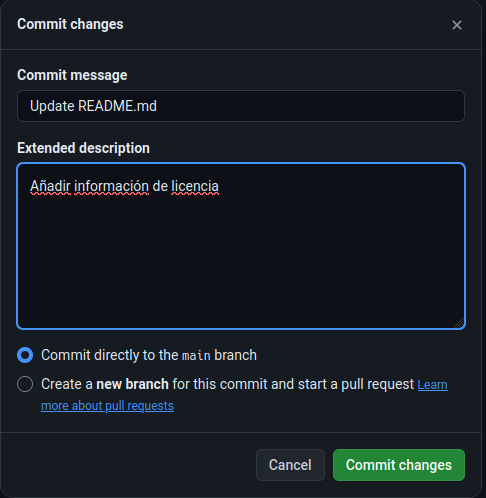 Commit changes
Commit message
Update README.md
Extended description
Añadir información de licencia
Commit directly to the main branch
Create a new branch for this commit and start a pull request Learn
more about pull requests
Cancel
Commit changes